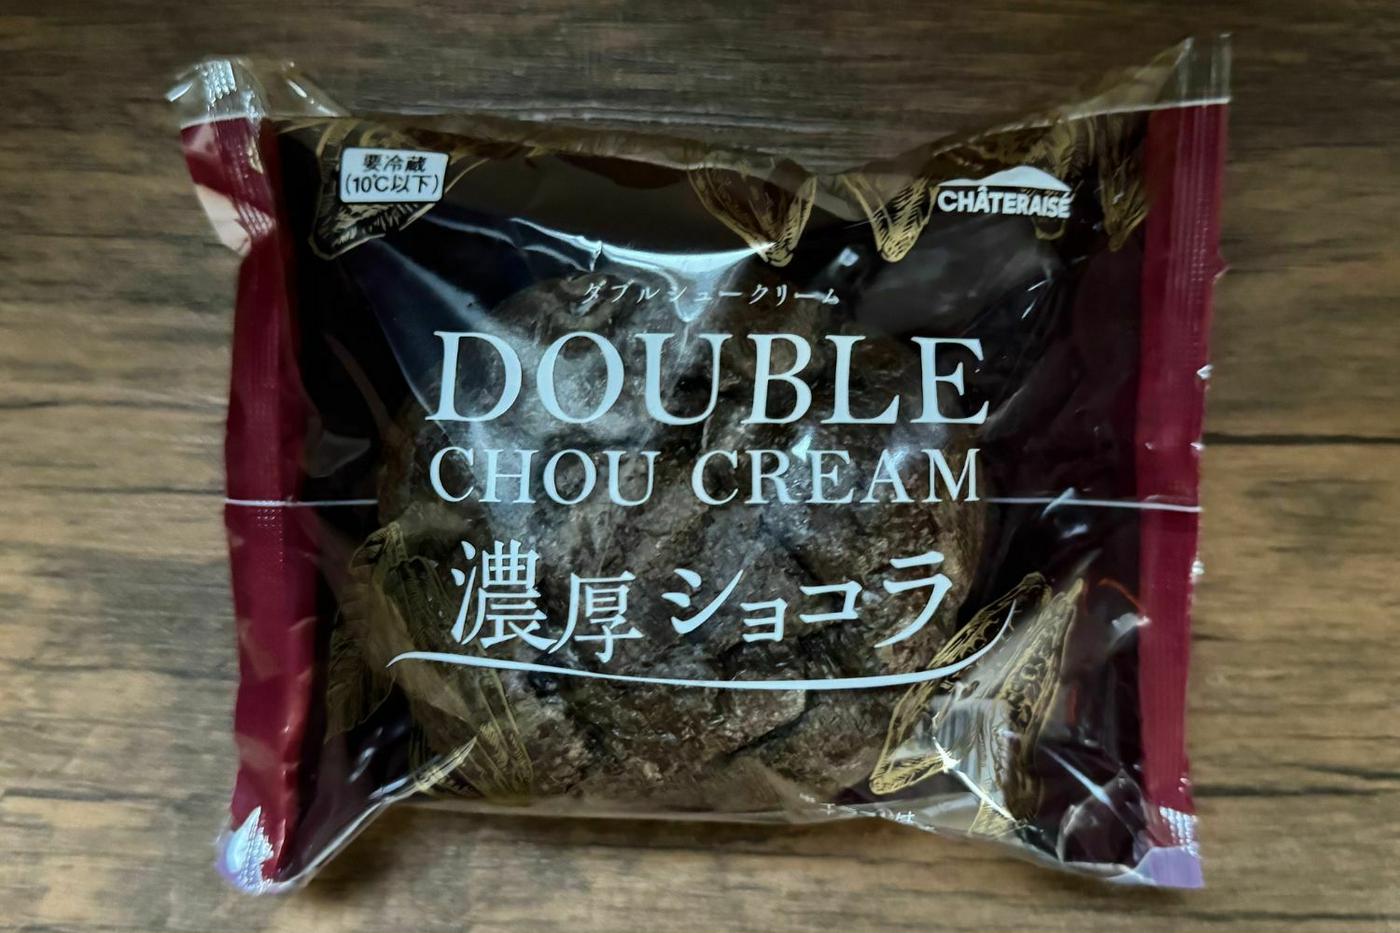 要冷蔵
(10℃以下)
CHÂTERAISÉ
ダブルシュークリーム
DOUBLE
CHOU CREAM
濃厚ショコラ